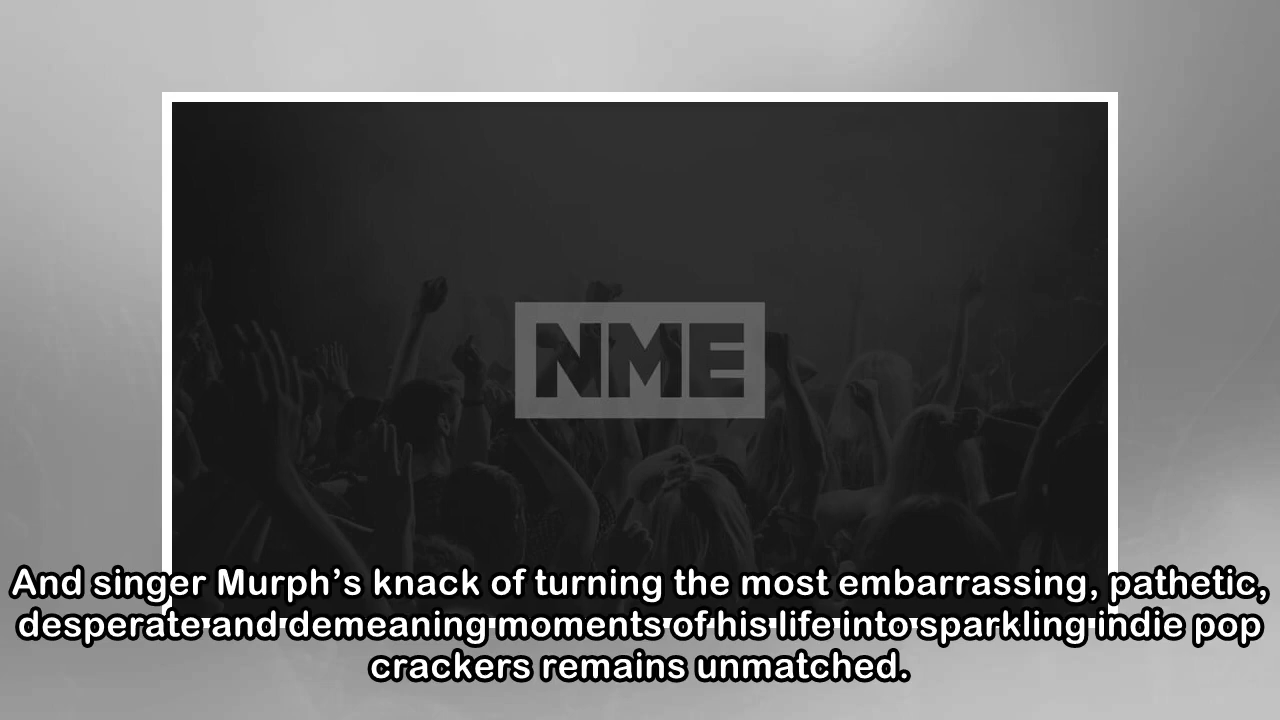 NME
And singer Murph’s knack of turning the most embarrassing, pathetic,
desperate and demeaning moments of his life into sparkling indie pop
crackers remains unmatched.